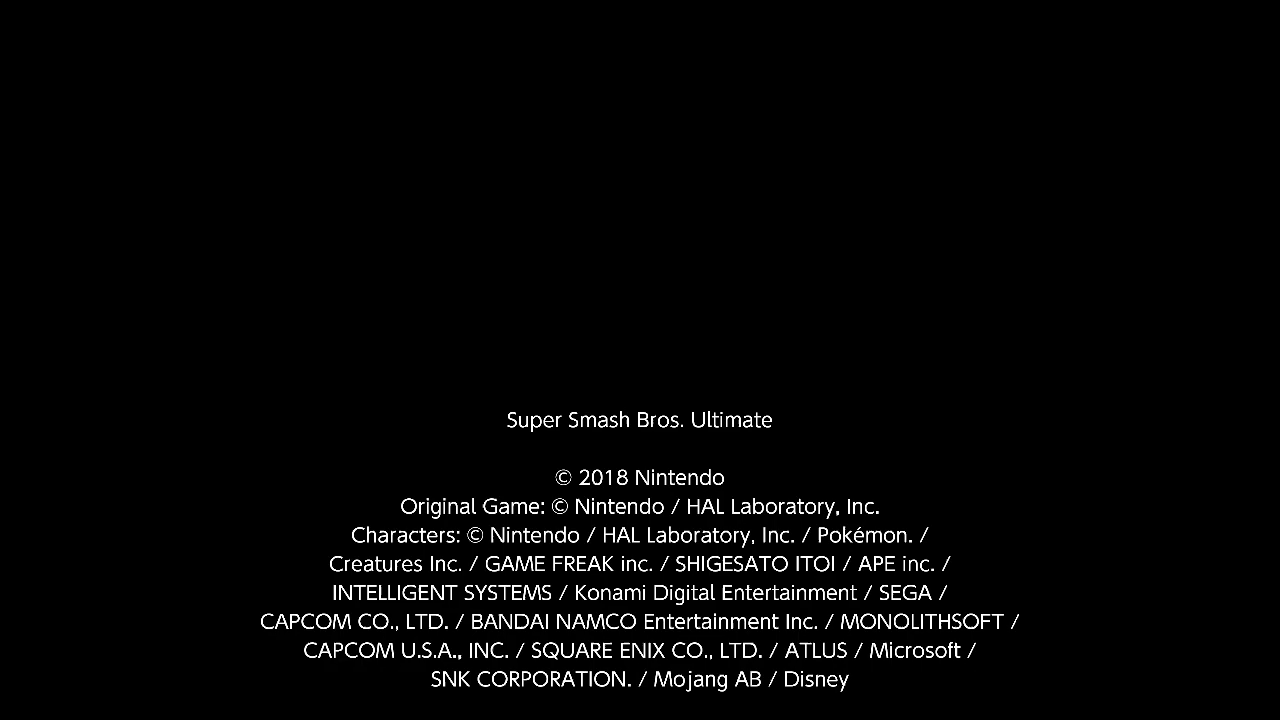 Super Smash Bros. Ultimate
© 2018 Nintendo
Original Game: © Nintendo / HAL Laboratory, Inc.
Characters: © Nintendo / HAL Laboratory, Inc. / Pokémon. /
Creatures Inc. / GAME FREAK inc. / SHIGESATO ITOI / APE inc. /
INTELLIGENT SYSTEMS / Konami Digital Entertainment / SEGA /
CAPCOM CO., LTD. / BANDAI NAMCO Entertainment Inc. / MONOLITHSOFT /
CAPCOM U.S.A., INC. / SQUARE ENIX CO., LTD. / ATLUS / Microsoft /
SNK CORPORATION. / Mojang AB / Disney